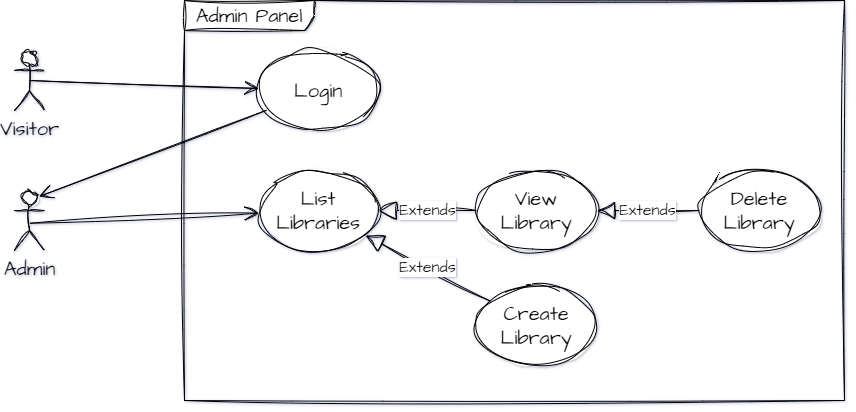 Admin Panel
Visitor
Login
Admin
List
Libraries
Extends
View
Library
Extends
Delete
Library
Extends
Create
Library